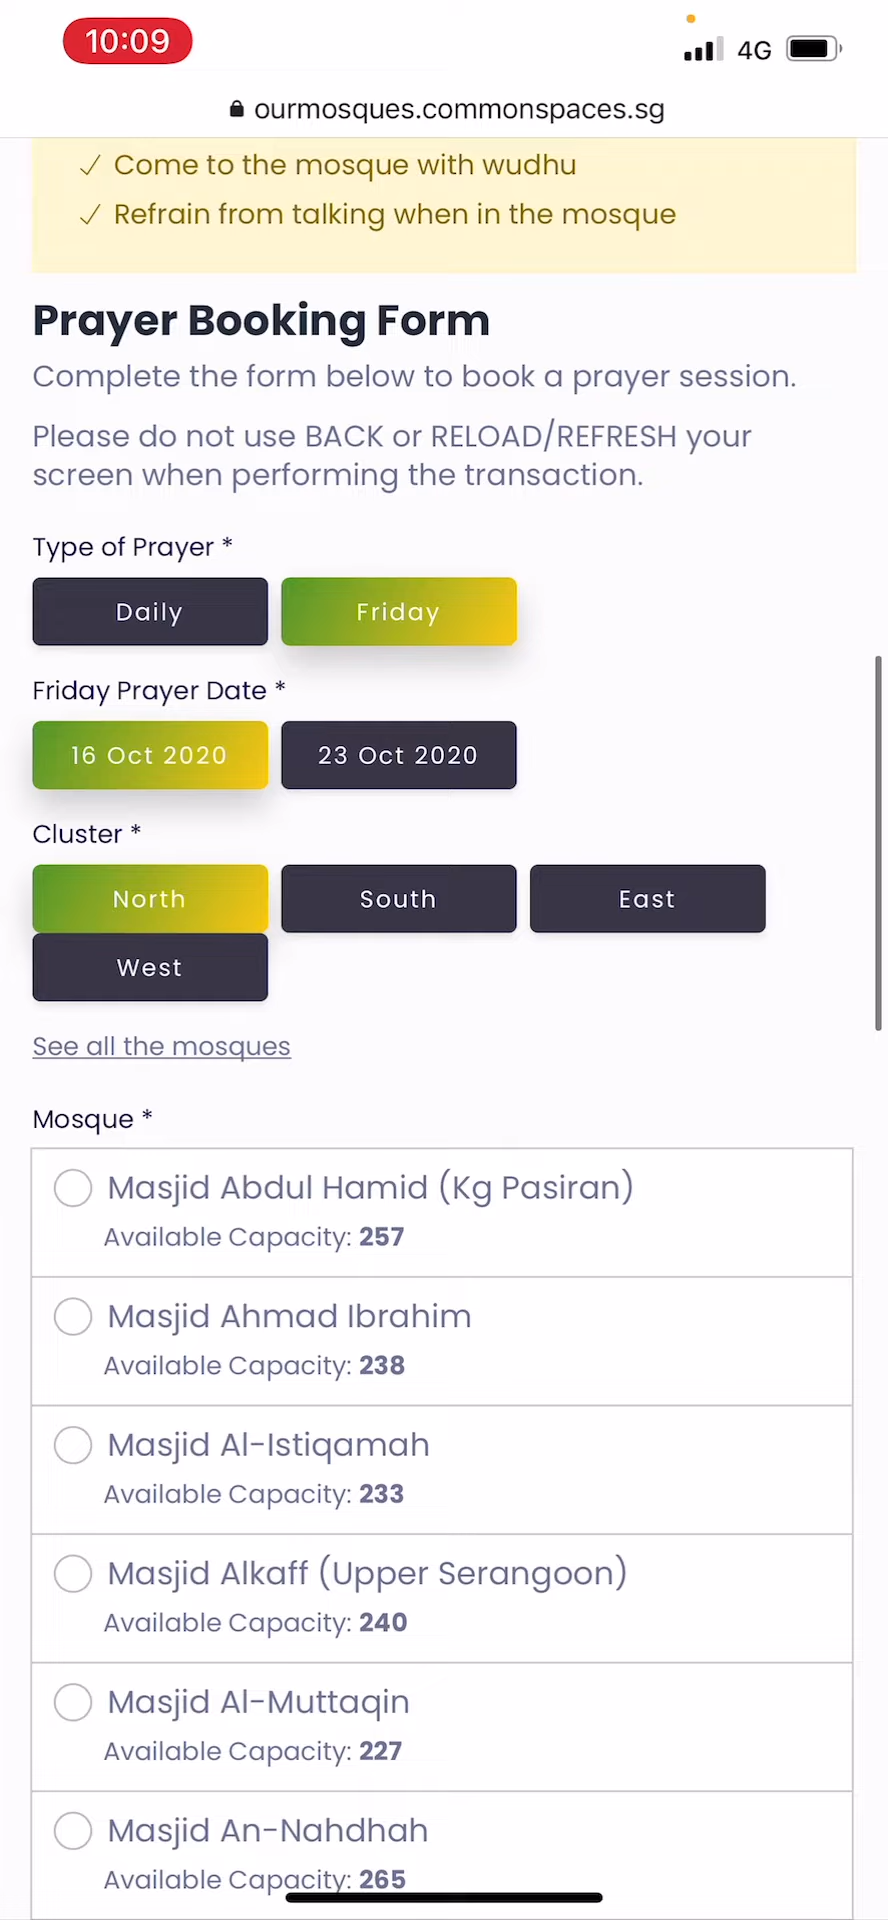 10:09
4G
ourmosques.commonspaces.sg
✓ Come to the mosque with wudhu
✓ Refrain from talking when in the mosque
Prayer Booking Form
Complete the form below to book a prayer session.
Please do not use BACK or RELOAD/REFRESH your
screen when performing the transaction.
Type of Prayer *
Daily Friday
Friday Prayer Date *
16 Oct 2020 23 Oct 2020
Cluster *
North South East
West
See all the mosques
Mosque *
Masjid Abdul Hamid (Kg Pasiran)
Available Capacity: 257
Masjid Ahmad Ibrahim
Available Capacity: 238
Masjid Al-Istiqamah
Available Capacity: 233
Masjid Alkaff (Upper Serangoon)
Available Capacity: 240
Masjid Al-Muttaqin
Available Capacity: 227
Masjid An-Nahdhah
Available Capacity: 265